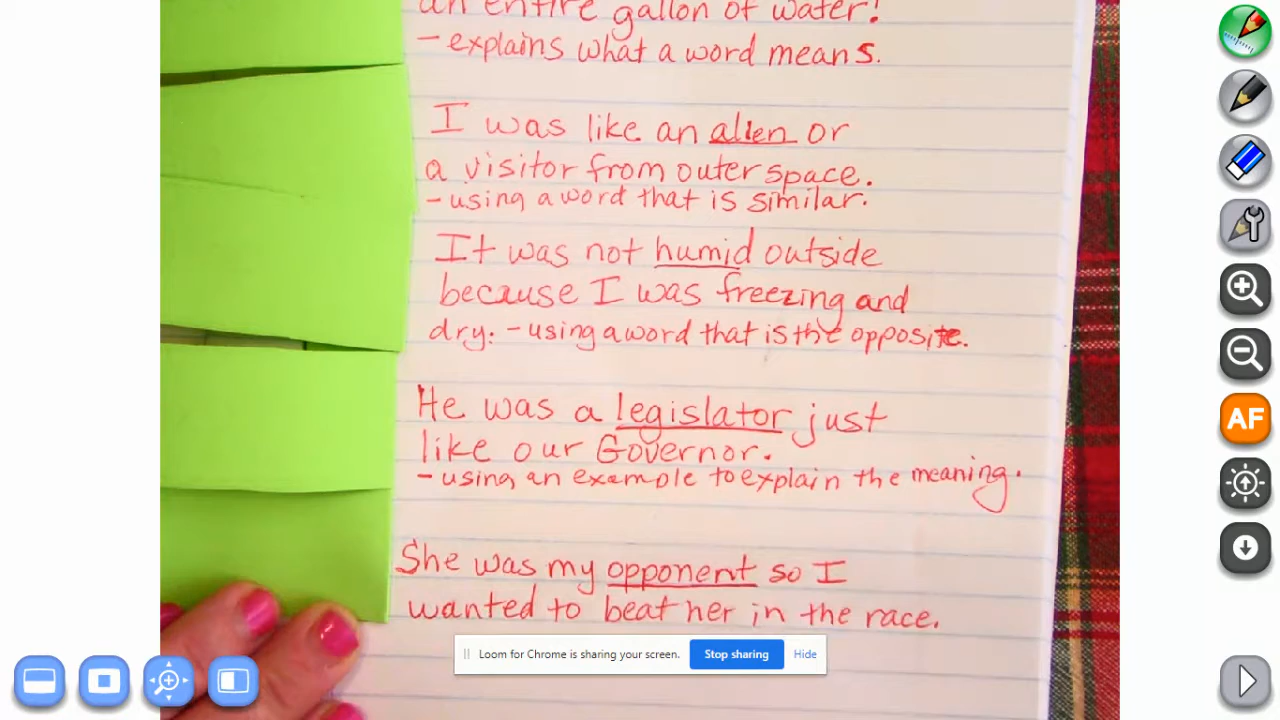 an entire gallon of water!
- explains what a word means.
I was like an alien or
a visitor from outer space.
- using a word that is similar.
It was not humid outside
because I was freezing and
dry. - using a word that is the opposite.
He was a legislator just
like our Governor.
- using an example to explain the meaning.
She was my opponent so I
wanted to beat her in the race.
Loom for Chrome is sharing your screen. Stop sharing Hide
AF